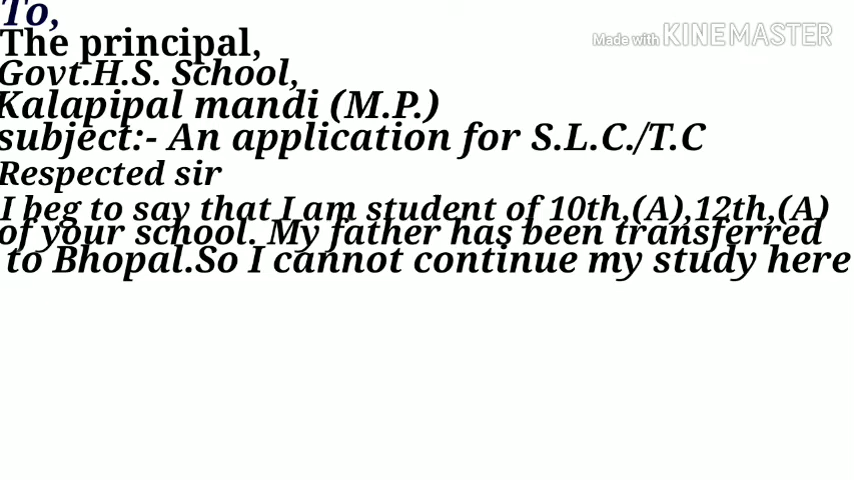 To,
Made with KINEMASTER
The principal,
Govt.H.S. School,
Kalapipal mandi (M.P.)
subject:- An application for S.L.C./T.C
Respected sir
I beg to say that I am student of 10th,(A),12th,(A)
of your school. My father has been transferred
to Bhopal.So I cannot continue my study here